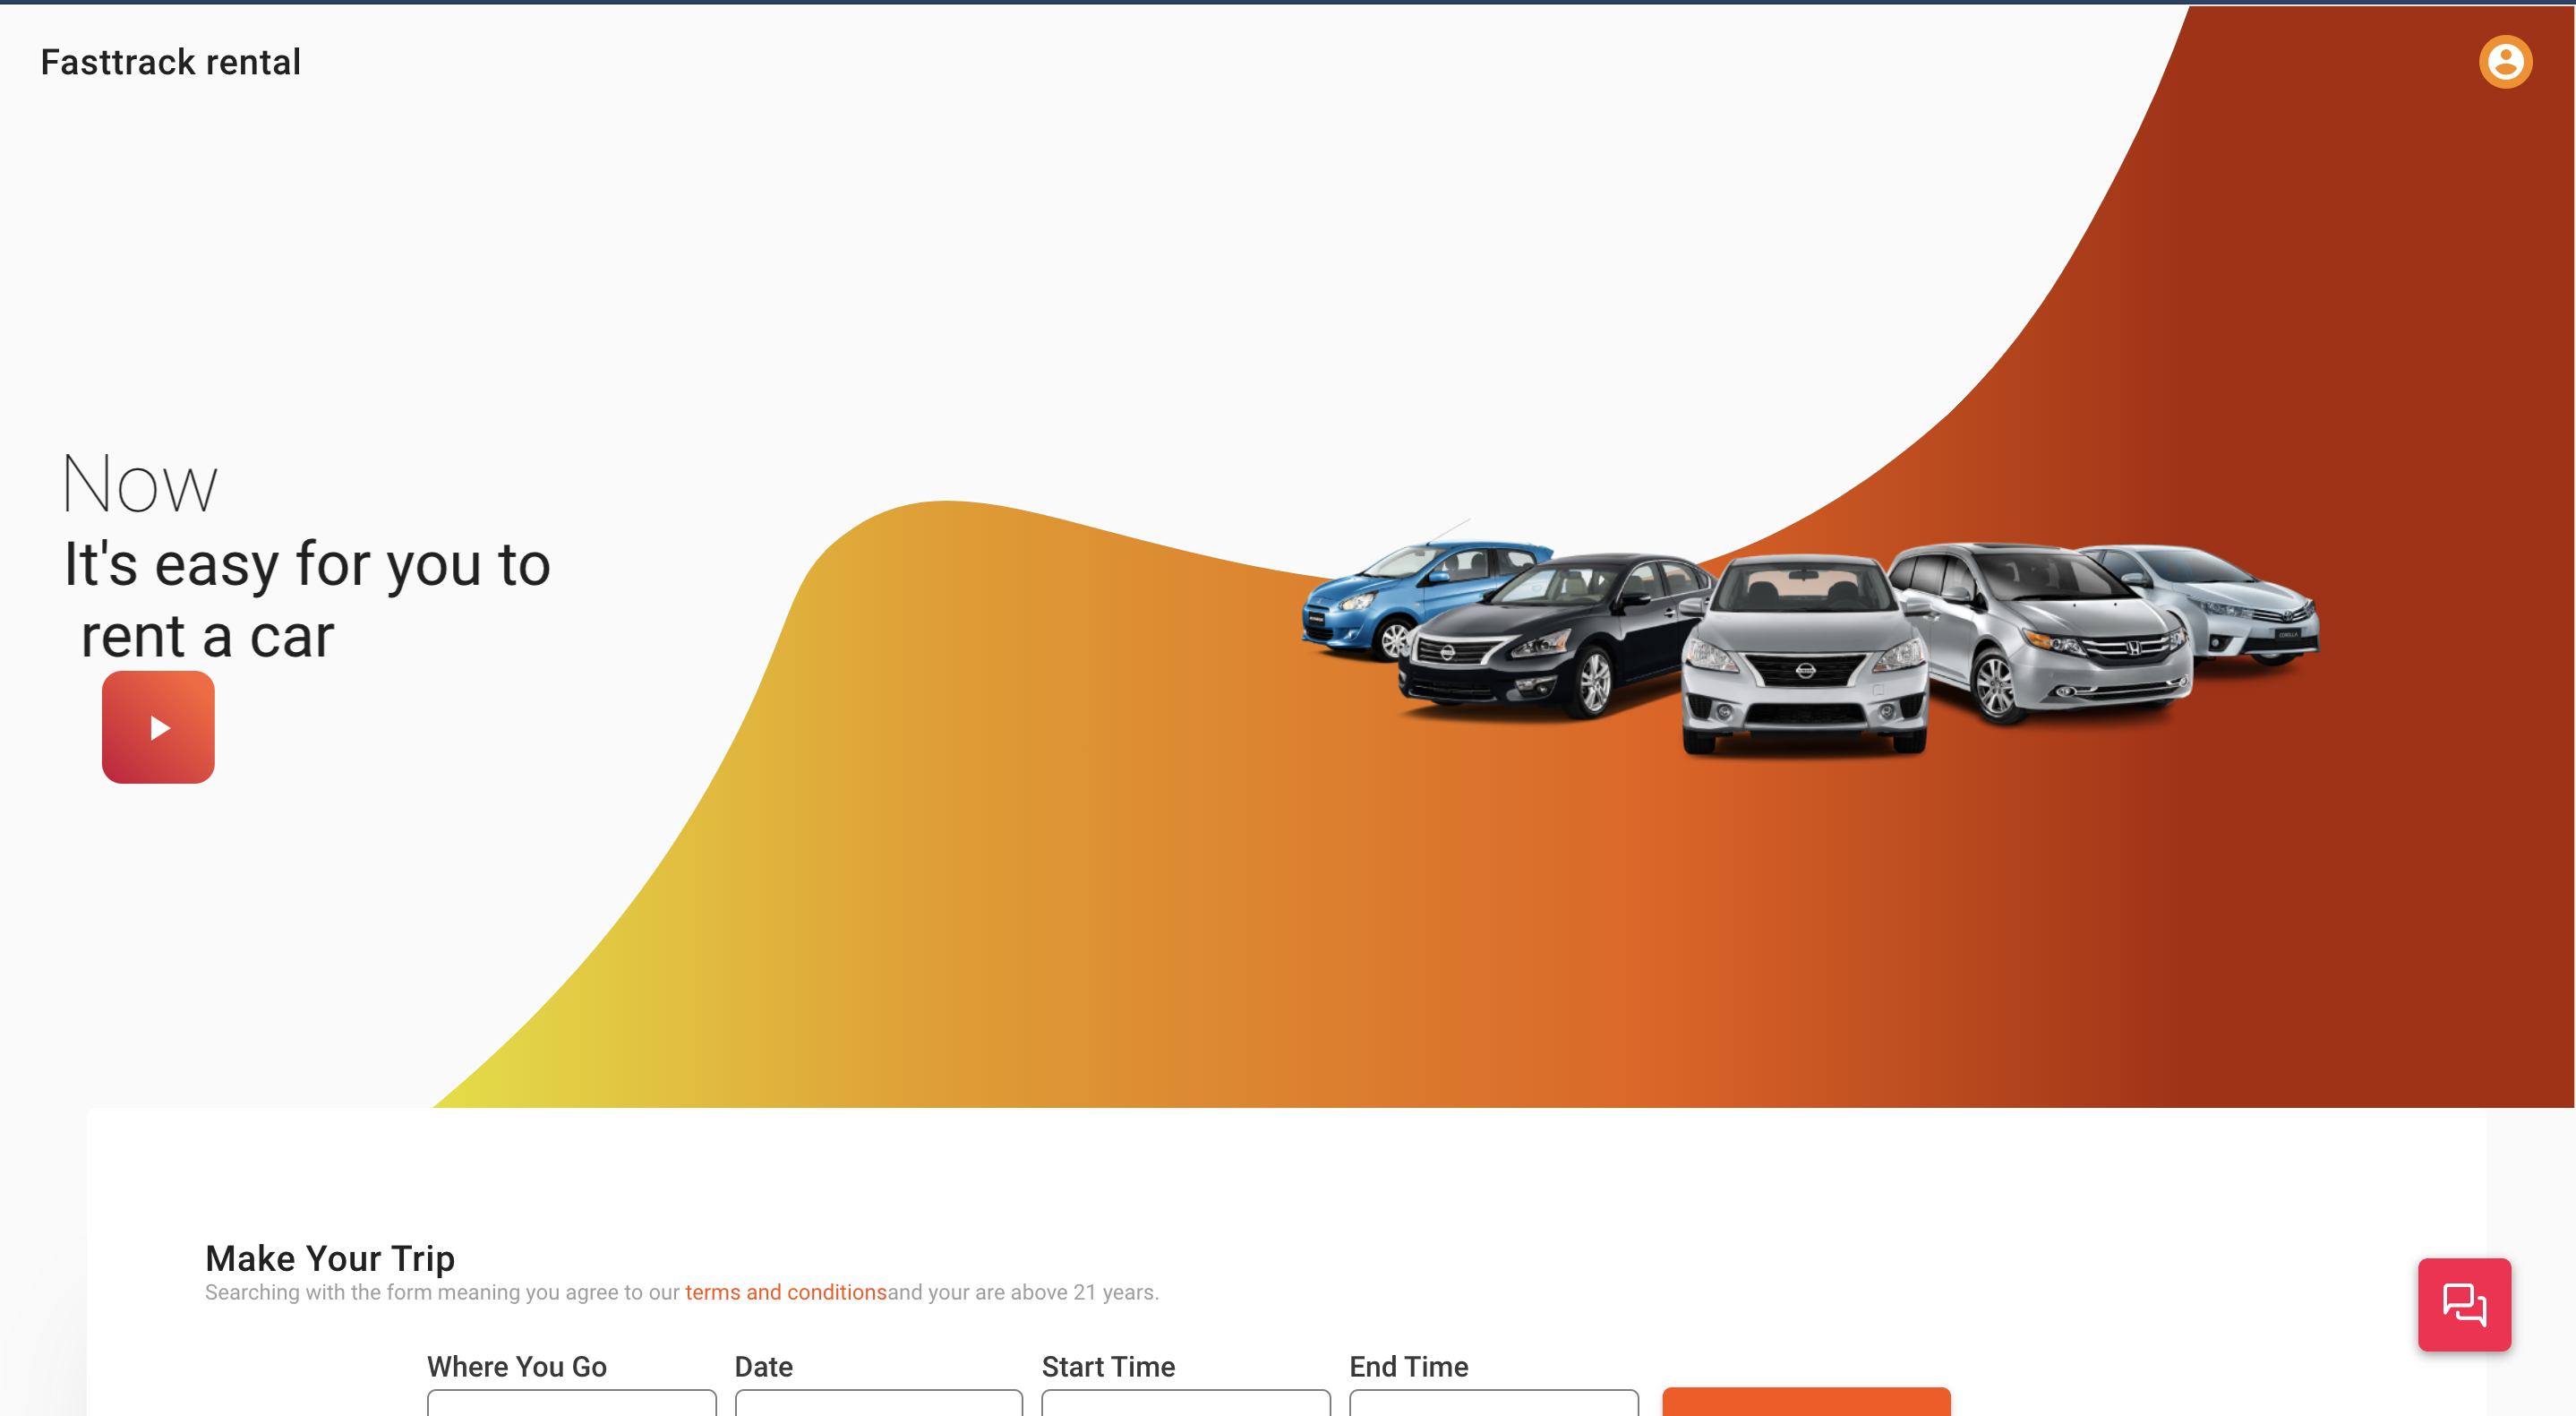 Fasttrack rental
Now
It's easy for you to
rent a car
COROLLA
Make Your Trip
Searching with the form meaning you agree to our terms and conditionsand your are above 21 years.
Where You Go
Date
Start Time
End Time